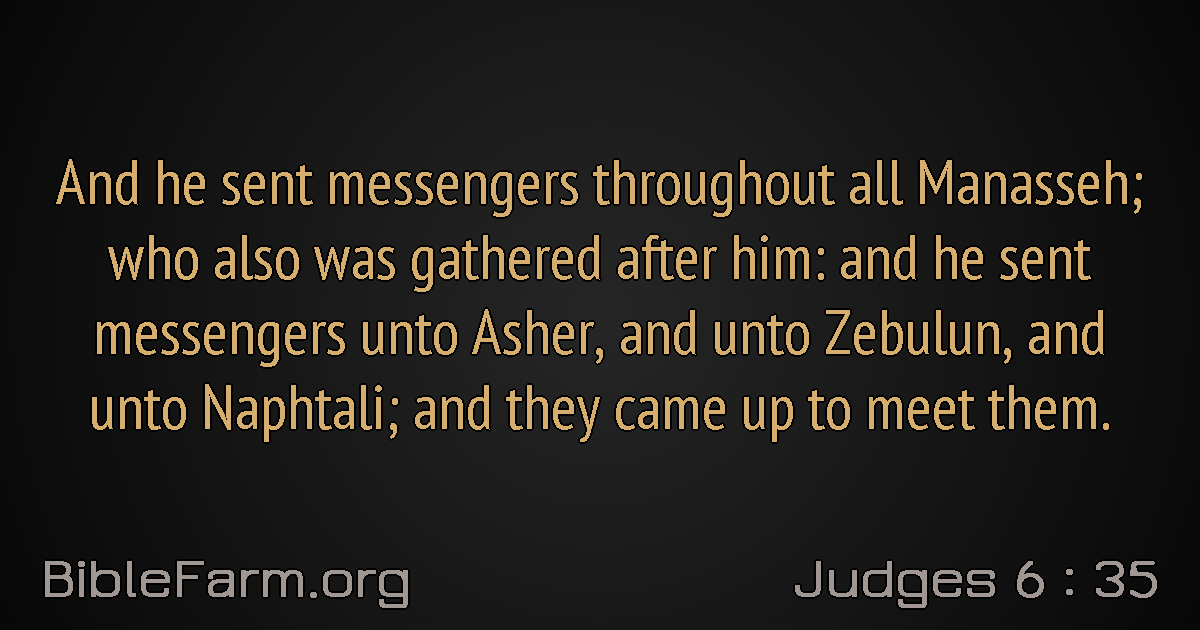 And he sent messengers throughout all Manasseh;
who also was gathered after him: and he sent
messengers unto Asher, and unto Zebulun, and
unto Naphtali; and they came up to meet them.
BibleFarm.org
Judges 6 : 35